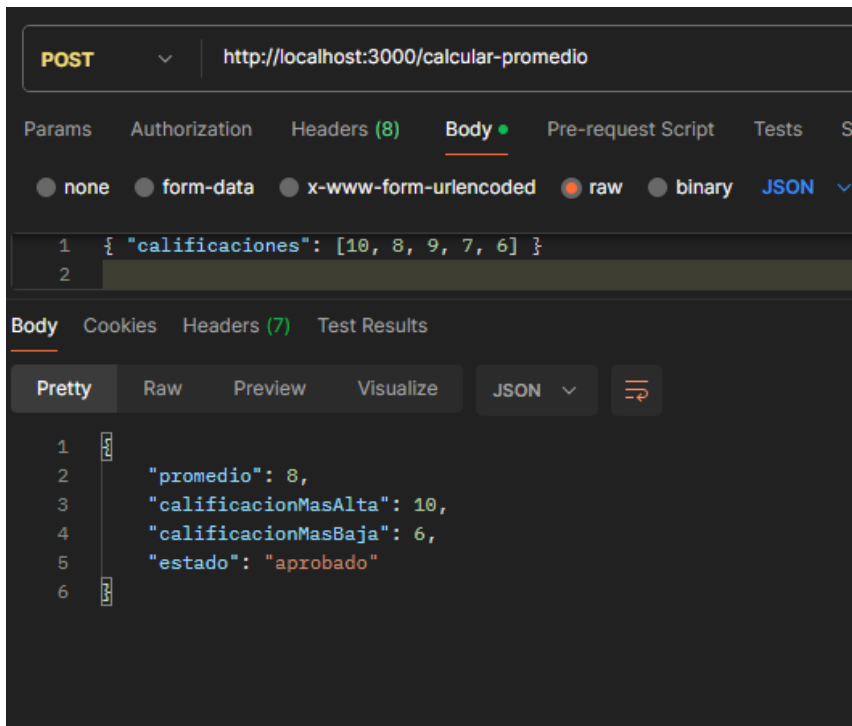 POST http://localhost:3000/calcular-promedio
Params Authorization Headers (8) Body Pre-request Script Tests S
none form-data x-www-form-urlencoded raw binary JSON
1 { "calificaciones": [10, 8, 9, 7, 6] }
2
Body Cookies Headers (7) Test Results
Pretty Raw Preview Visualize JSON
1 {
2 "promedio": 8,
3 "calificacionMasAlta": 10,
4 "calificacionMasBaja": 6,
5 "estado": "aprobado"
6 }